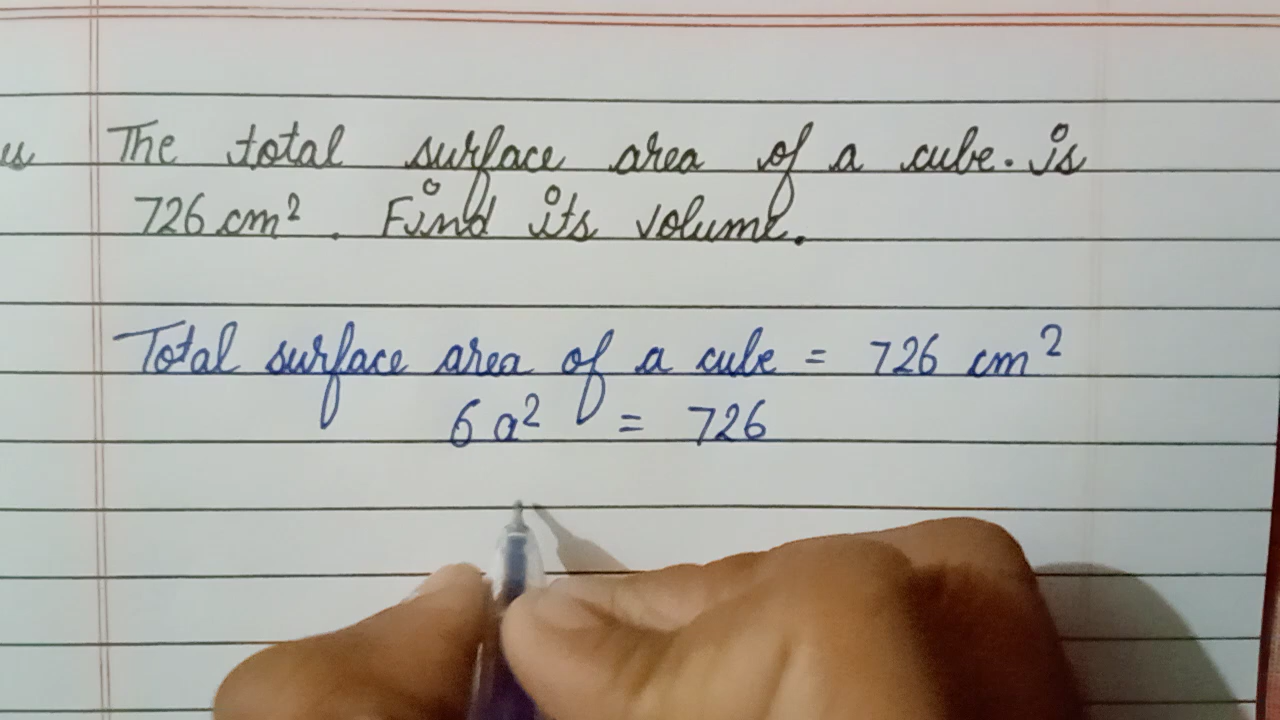 The total surface area of a cube. is
726 cm². Find its volume.
Total surface area of a cube = 726 cm²
6a² = 726